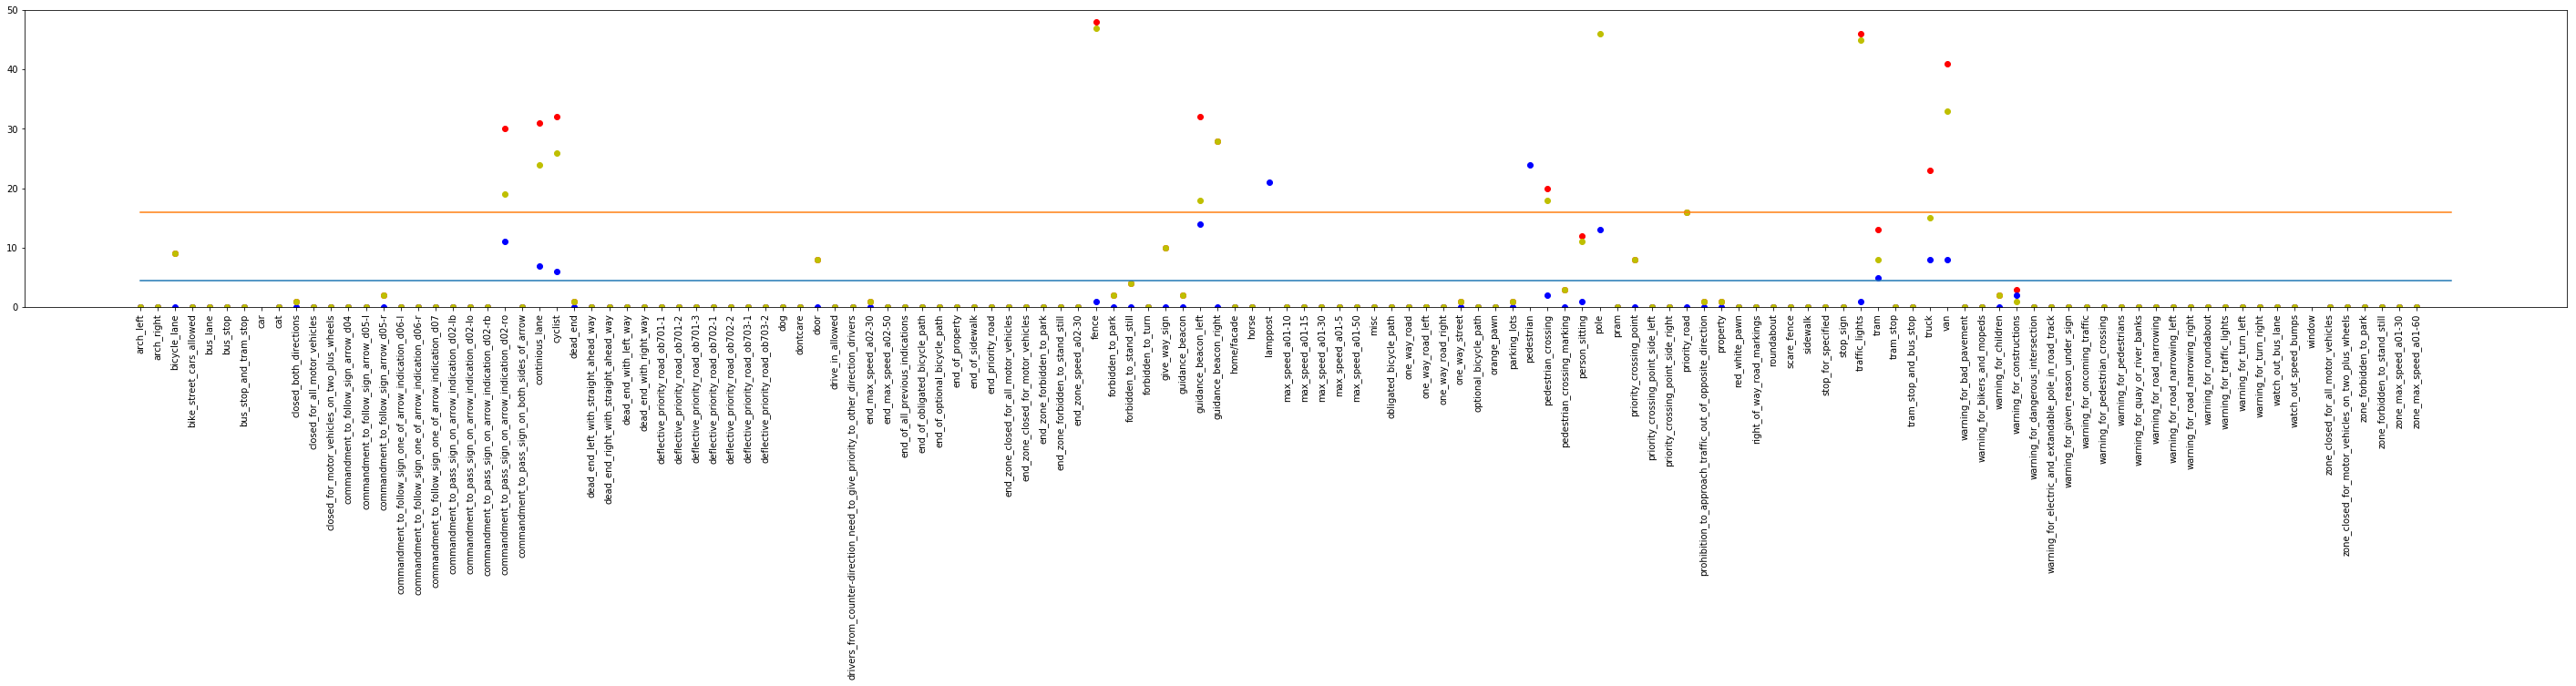 50
40
30
20
10
0
arch_left
arch_right
bicycle_lane
bike_street_cars_allowed
bus_lane
bus_stop
bus_stop_and_tram_stop
car
cat
closed_both_directions
closed_for_all_motor_vehicles
closed_for_motor_vehicles_on_two_plus_wheels
commandment_to_follow_sign_arrow_d04
commandment_to_follow_sign_arrow_d05-l
commandment_to_follow_sign_arrow_d05-r
commandment_to_follow_sign_one_of_arrow_indication_d06-l
commandment_to_follow_sign_one_of_arrow_indication_d06-r
commandment_to_follow_sign_one_of_arrow_indication_d07
commandment_to_pass_sign_on_arrow_indication_d02-lb
commandment_to_pass_sign_on_arrow_indication_d02-lo
commandment_to_pass_sign_on_arrow_indication_d02-rb
commandment_to_pass_sign_on_arrow_indication_d02-ro
commandment_to_pass_sign_on_both_sides_of_arrow
continious_lane
cyclist
dead_end
dead_end_left_with_straight_ahead_way
dead_end_right_with_straight_ahead_way
dead_end_with_left_way
dead_end_with_right_way
deflective_priority_road_ob701-1
deflective_priority_road_ob701-2
deflective_priority_road_ob701-3
deflective_priority_road_ob702-1
deflective_priority_road_ob702-2
deflective_priority_road_ob703-1
deflective_priority_road_ob703-2
dog
dontcare
door
drive_in_allowed
drivers_from_counter-direction_need_to_give_priority_to_other_direction_drivers
end_max_speed_a02-30
end_max_speed_a02-50
end_of_all_previous_indications
end_of_obligated_bicycle_path
end_of_optional_bicycle_path
end_of_property
end_of_sidewalk
end_priority_road
end_zone_closed_for_all_motor_vehicles
end_zone_closed_for_motor_vehicles
end_zone_forbidden_to_park
end_zone_forbidden_to_stand_still
end_zone_speed_a02-30
fence
forbidden_to_park
forbidden_to_stand_still
forbidden_to_turn
give_way_sign
guidance_beacon
guidance_beacon_left
guidance_beacon_right
home/facade
horse
lamppost
max_speed_a01-10
max_speed_a01-15
max_speed_a01-30
max_speed_a01-5
max_speed_a01-50
misc
obligated_bicycle_path
one_way_road
one_way_road_left
one_way_road_right
one_way_street
optional_bicycle_path
orange_pawn
parking_lots
pedestrian
pedestrian_crossing
pedestrian_crossing_marking
person_sitting
pole
pram
priority_crossing_point
priority_crossing_point_side_left
priority_crossing_point_side_right
priority_road
prohibition_to_approach_traffic_out_of_opposite_direction
property
red_white_pawn
right_of_way_road_markings
roundabout
scare_fence
sidewalk
stop_for_specified
stop_sign
traffic_lights
tram
tram_stop
tram_stop_and_bus_stop
truck
van
warning_for_bad_pavement
warning_for_bikers_and_mopeds
warning_for_children
warning_for_constructions
warning_for_dangerous_intersection
warning_for_electric_and_extandable_pole_in_road_track
warning_for_given_reason_under_sign
warning_for_oncoming_traffic
warning_for_pedestrian_crossing
warning_for_pedestrians
warning_for_quay_or_river_banks
warning_for_road_narrowing
warning_for_road_narrowing_left
warning_for_road_narrowing_right
warning_for_roundabout
warning_for_traffic_lights
warning_for_turn_left
warning_for_turn_right
watch_out_bus_lane
watch_out_speed_bumps
window
zone_closed_for_all_motor_vehicles
zone_closed_for_motor_vehicles_on_two_plus_wheels
zone_forbidden_to_park
zone_forbidden_to_stand_still
zone_max_speed_a01-30
zone_max_speed_a01-60